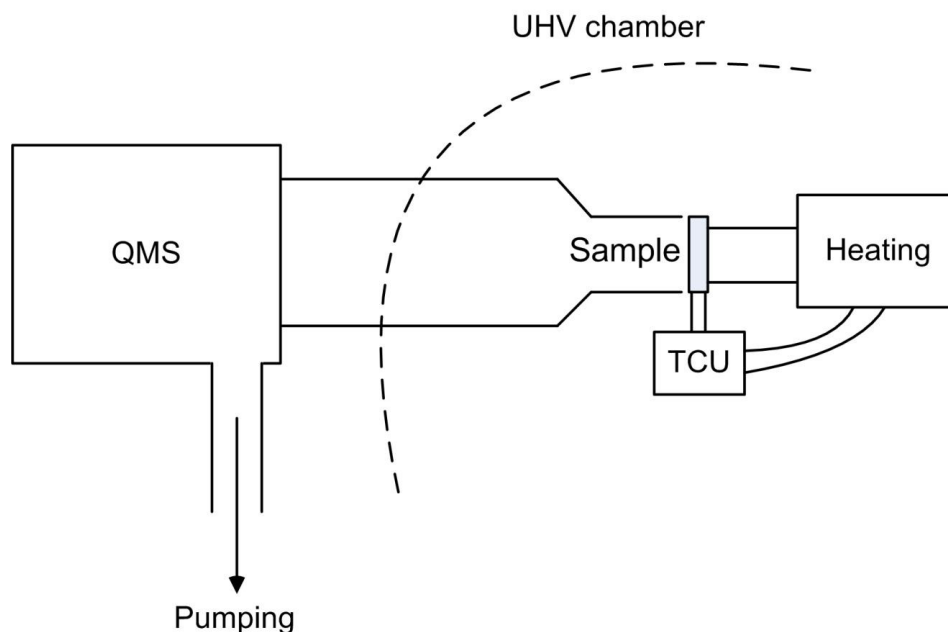 UHV chamber
QMS
Sample
Heating
TCU
Pumping